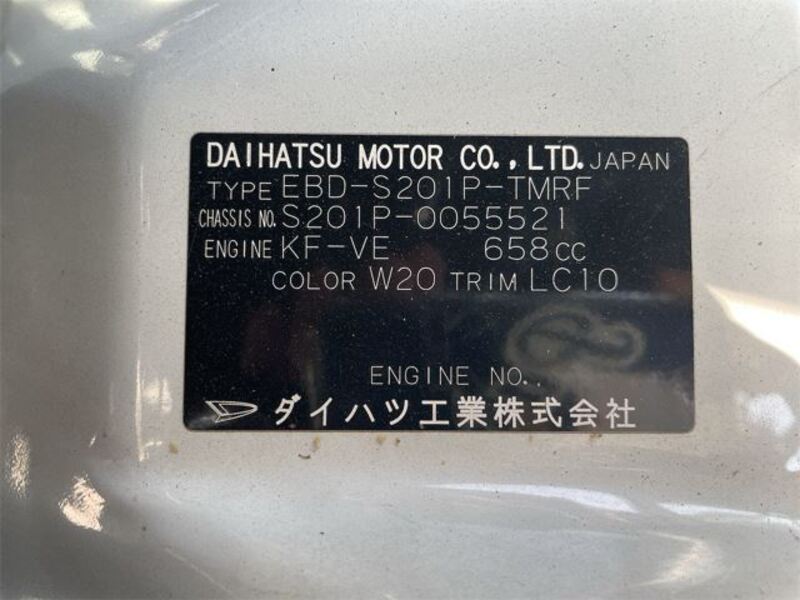 DAIHATSU MOTOR CO., LTD. JAPAN
TYPE EBD-S201P-TMRF
CHASSIS NO. S201P-0055521
ENGINE KF-VE 658CC
COLOR W20 TRIM LC10
ENGINE NO.
ダイハツ工業株式会社